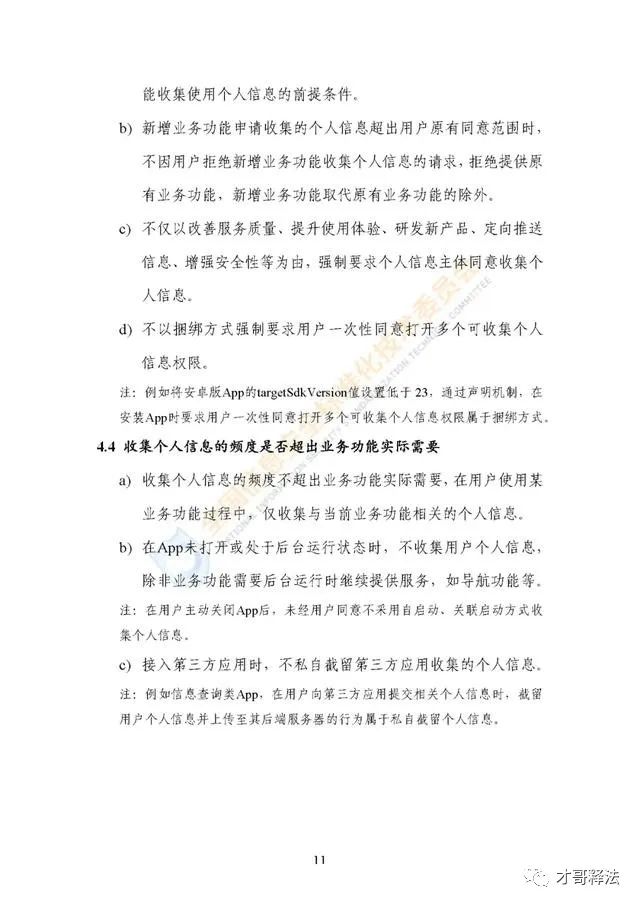 能收集使用个人信息的前提条件。
b) 新增业务功能申请收集的个人信息超出用户原有同意范围时，
不因用户拒绝新增业务功能收集个人信息的请求，拒绝提供原
有业务功能，新增业务功能取代原有业务功能的除外。
c) 不仅以改善服务质量、提升使用体验、研发新产品、定向推送
信息、增强安全性等为由，强制要求个人信息主体同意收集个
人信息。
d) 不以捆绑方式强制要求用户一次性同意打开多个可收集个人
信息权限。
注：例如将安卓版App的targetSdkVersion值设置低于 23，通过声明机制，在
安装App时要求用户一次性同意打开多个可收集个人信息权限属于捆绑方式。
4.4 收集个人信息的频度是否超出业务功能实际需要
a) 收集个人信息的频度不超出业务功能实际需要，在用户使用某
业务功能过程中，仅收集与当前业务功能相关的个人信息。
b) 在App未打开或处于后台运行状态时，不收集用户个人信息，
除非业务功能需要后台运行时继续提供服务，如导航功能等。
注：在用户主动关闭App后，未经用户同意不采用自启动、关联启动方式收
集个人信息。
c) 接入第三方应用时，不私自截留第三方应用收集的个人信息。
注：例如信息查询类App，在用户向第三方应用提交相关个人信息时，截留
用户个人信息并上传至其后端服务器的行为属于私自截留个人信息。
全国信息安全标准化技术委员会
NATIONAL INFORMATION SECURITY STANDARDIZATION TECHNICAL COMMITTEE
11
才哥释法